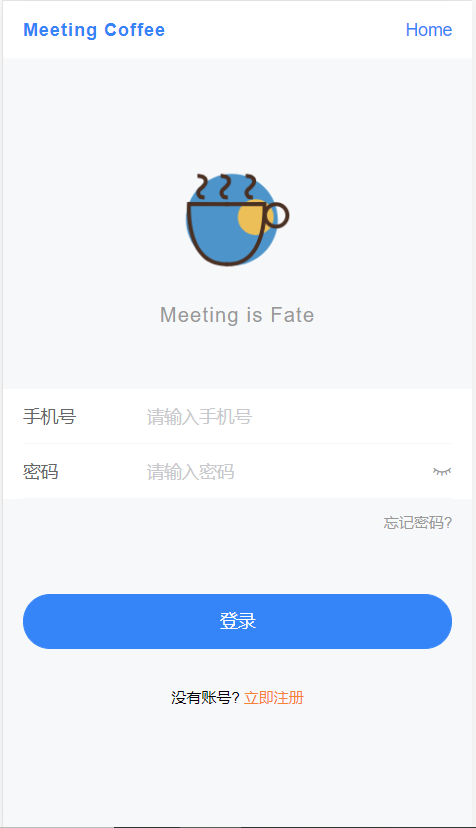 Meeting Coffee Home
Meeting is Fate
手机号 请输入手机号
密码 请输入密码
忘记密码?
登录
没有账号? 立即注册